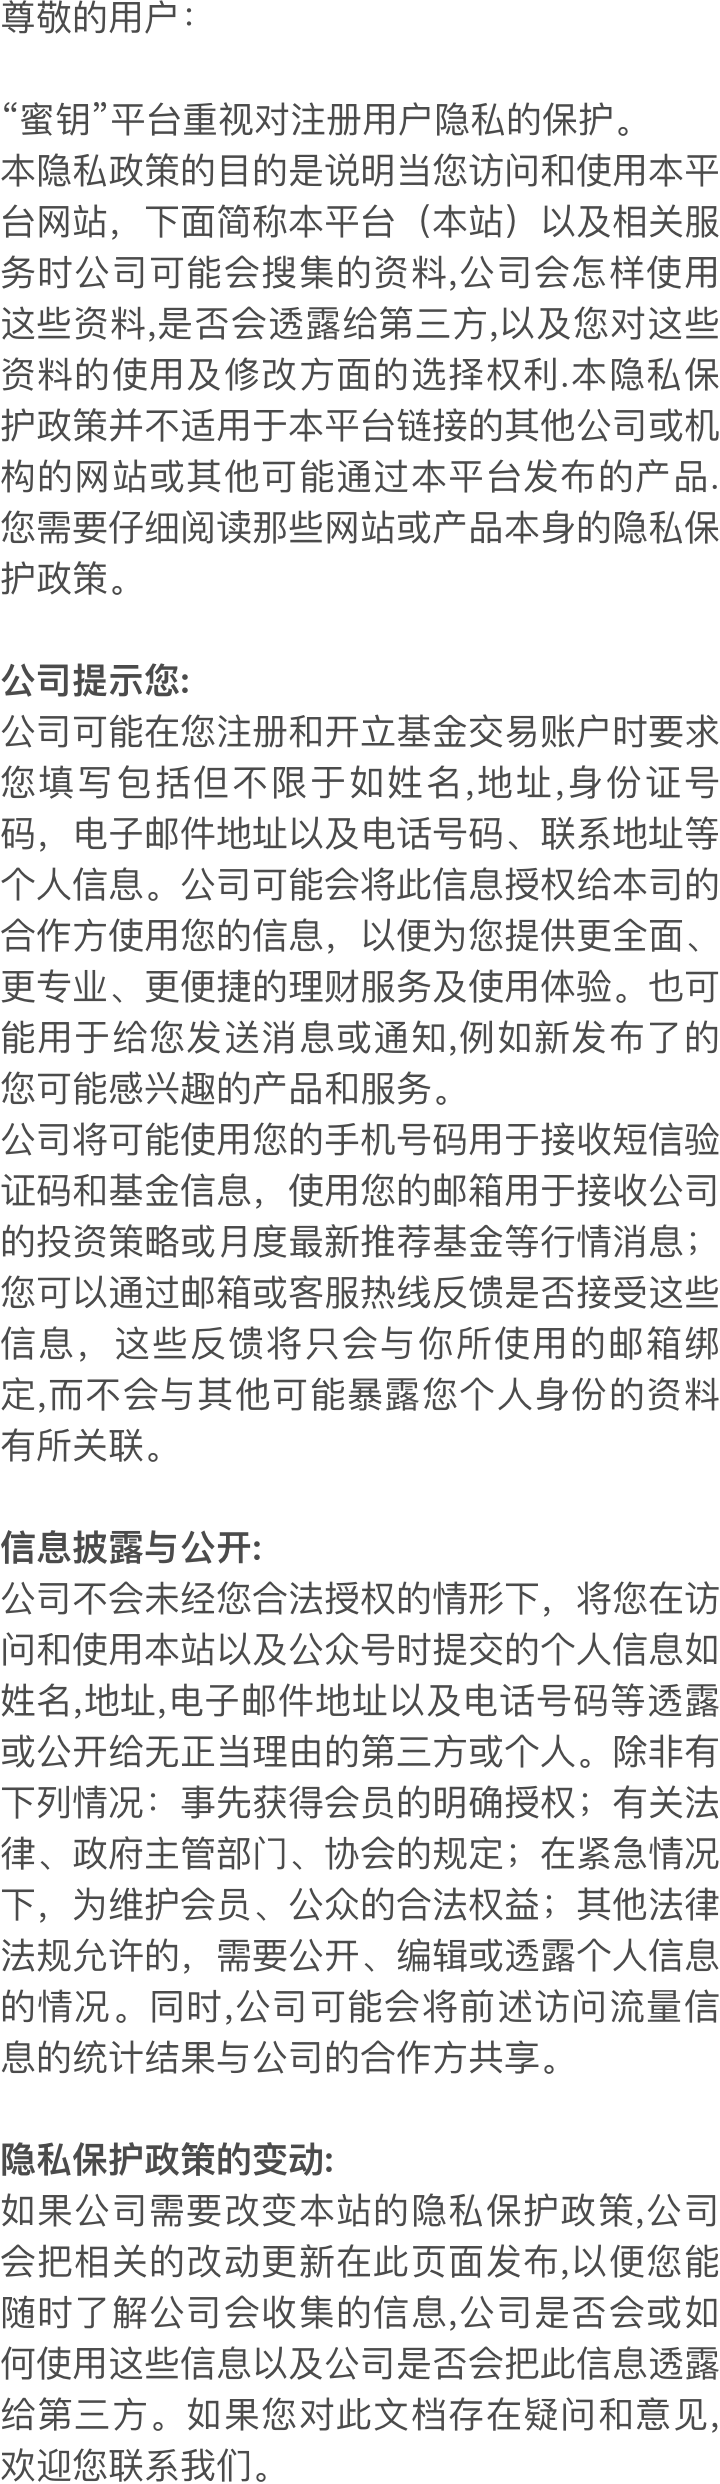 尊敬的用户：
“蜜钥”平台重视对注册用户隐私的保护。
本隐私政策的目的是说明当您访问和使用本平
台网站，下面简称本平台（本站）以及相关服
务时公司可能会搜集的资料,公司会怎样使用
这些资料,是否会透露给第三方,以及您对这些
资料的使用及修改方面的选择权利.本隐私保
护政策并不适用于本平台链接的其他公司或机
构的网站或其他可能通过本平台发布的产品.
您需要仔细阅读那些网站或产品本身的隐私保
护政策。
公司提示您:
公司可能在您注册和开立基金交易账户时要求
您填写包括但不限于如姓名,地址,身份证号
码，电子邮件地址以及电话号码、联系地址等
个人信息。公司可能会将此信息授权给本司的
合作方使用您的信息，以便为您提供更全面、
更专业、更便捷的理财服务及使用体验。也可
能用于给您发送消息或通知,例如新发布了的
您可能感兴趣的产品和服务。
公司将可能使用您的手机号码用于接收短信验
证码和基金信息，使用您的邮箱用于接收公司
的投资策略或月度最新推荐基金等行情消息；
您可以通过邮箱或客服热线反馈是否接受这些
信息，这些反馈将只会与你所使用的邮箱绑
定,而不会与其他可能暴露您个人身份的资料
有所关联。
信息披露与公开:
公司不会未经您合法授权的情形下，将您在访
问和使用本站以及公众号时提交的个人信息如
姓名,地址,电子邮件地址以及电话号码等透露
或公开给无正当理由的第三方或个人。除非有
下列情况：事先获得会员的明确授权；有关法
律、政府主管部门、协会的规定；在紧急情况
下，为维护会员、公众的合法权益；其他法律
法规允许的，需要公开、编辑或透露个人信息
的情况。同时,公司可能会将前述访问流量信
息的统计结果与公司的合作方共享。
隐私保护政策的变动:
如果公司需要改变本站的隐私保护政策,公司
会把相关的改动更新在此页面发布,以便您能
随时了解公司会收集的信息,公司是否会或如
何使用这些信息以及公司是否会把此信息透露
给第三方。如果您对此文档存在疑问和意见,
欢迎您联系我们。